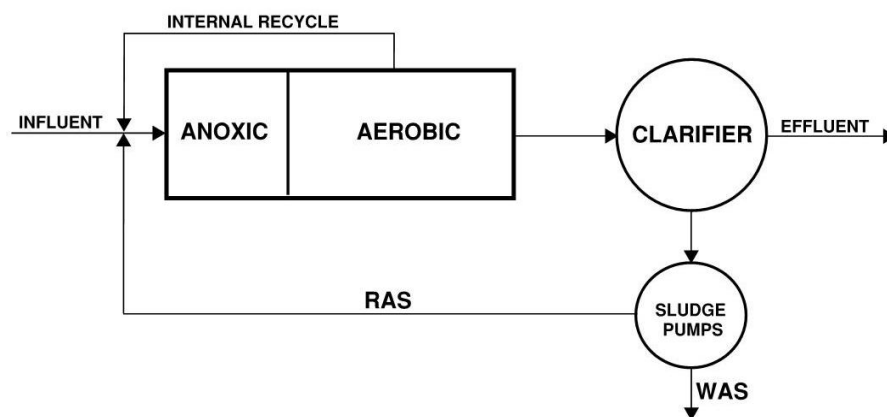 INTERNAL RECYCLE
INFLUENT
ANOXIC
AEROBIC
CLARIFIER
EFFLUENT
RAS
SLUDGE
PUMPS
WAS